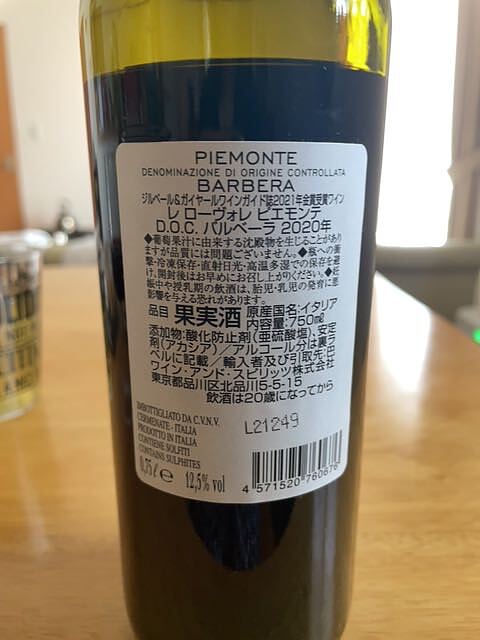 PIEMONTE
DENOMINAZIONE DI ORIGINE CONTROLLATA
BARBERA
ジルベール&ガイヤールワインガイド誌2021年金賞受賞ワイン
レ ローヴォレ ピエモンテ
D.O.C. バルベーラ 2020年
◆葡萄果汁に由来する沈殿物を生じることがあり
ますが品質には問題ございません。◆瓶への衝
撃・冷凍保存・直射日光・高温多湿での保存を避
け、開封後はお早めにお召し上がりください。◆妊
娠中や授乳期の飲酒は、胎児・乳児の発育に悪
影響を与える恐れがあります。
品目 果実酒 原産国名:イタリア
内容量:750ml
添加物:酸化防止剤(亜硫酸塩)、安定
剤(アカシア)/アルコール分は裏ラ
ベルに記載/輸入者及び引取先:巴
ワイン・アンド・スピリッツ株式会社
東京都品川区北品川5-5-15
飲酒は20歳になってから
IMBOTTIGLIATO DA C.V.N.V.
CERMENATE - ITALIA
PRODOTTO IN ITALIA
CONTIENE SOLFITI
CONTAINS SULPHITES
0,75 l e 12,5% vol
L21249
4 571520 760676